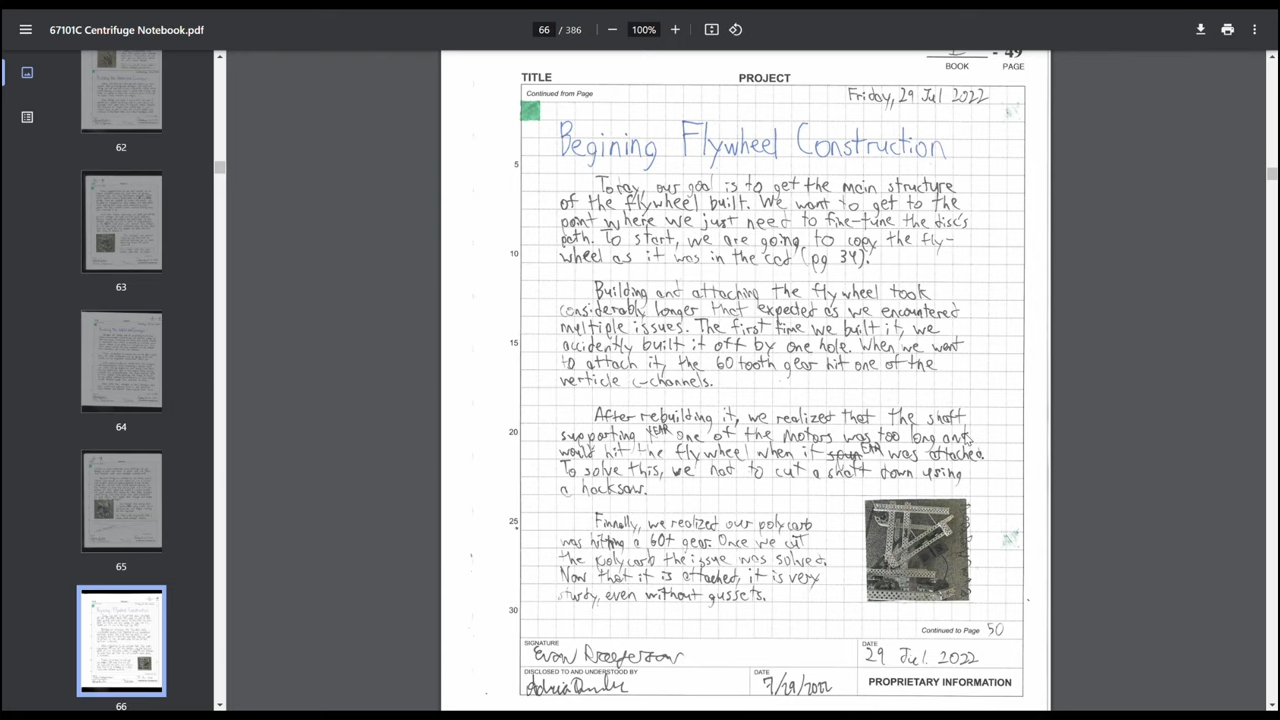 67101C Centrifuge Notebook.pdf
66 / 386
100%
62
63
64
65
66
- 49
BOOK PAGE
TITLE PROJECT
Continued from Page
Friday, 29 Jul 2022
Begining Flywheel Construction
5
Today, our goal is to get the main structure
of the flywheel built. We want to get to the
point where we just need to fine-tune the disc's
path. To start, we are going to copy the fly-
10
wheel as it was in the cad (pg 34).
Building and attaching the flywheel took
considerably longer that expected as we encountered
multiple issues. The first time we built it, we
15
accidently built it off by one hole. When we went
to attach it, the 60 tooth gear hit one of the
verticle c-channels.
After rebuilding it, we realized that the shaft
20
supporting one of the motors was too long and
would hit the flywheel when it was attached.
To solve this, we had to cut a shaft down using
a hacksaw.
25
Finally, we realized our polycarb
was hitting a 60t gear. Once we cut
the polycarb the issue was solved.
Now that it is attached, it is very
sturdy, even without gussets.
30
Continued to Page 50
SIGNATURE
DATE
29 Jul. 2022
DISCLOSED TO AND UNDERSTOOD BY
DATE
7/29/2022
PROPRIETARY INFORMATION